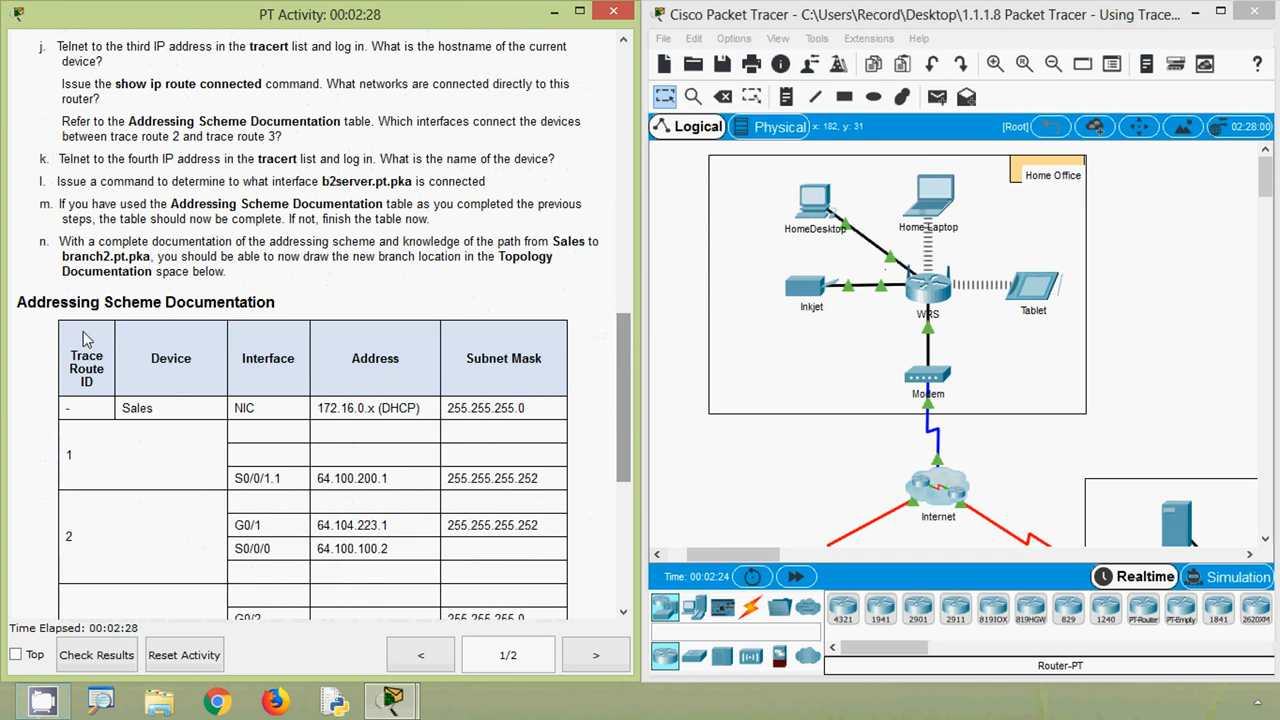 PT Activity: 00:02:28
j. Telnet to the third IP address in the tracert list and log in. What is the hostname of the current
device?
Issue the show ip route connected command. What networks are connected directly to this
router?
Refer to the Addressing Scheme Documentation table. Which interfaces connect the devices
between trace route 2 and trace route 3?
k. Telnet to the fourth IP address in the tracert list and log in. What is the name of the device?
l. Issue a command to determine to what interface b2server.pt.pka is connected
m. If you have used the Addressing Scheme Documentation table as you completed the previous
steps, the table should now be complete. If not, finish the table now.
n. With a complete documentation of the addressing scheme and knowledge of the path from Sales to
branch2.pt.pka, you should be able to now draw the new branch location in the Topology
Documentation space below.
Addressing Scheme Documentation
Trace
Route
ID
Device Interface Address Subnet Mask
- Sales NIC 172.16.0.x (DHCP) 255.255.255.0
1
S0/0/1.1 64.100.200.1 255.255.255.252
2
G0/1 64.104.223.1 255.255.255.252
S0/0/0 64.100.100.2
G0/2 255.255.255.0
Time Elapsed: 00:02:28
Top Check Results Reset Activity < 1/2 >
Cisco Packet Tracer - C:\Users\Record\Desktop\1.1.1.8 Packet Tracer - Using Trace...
File Edit Options View Tools Extensions Help
Logical Physical x: 182, y: 31 [Root] 02:28:00
Home Office
HomeDesktop
Home Laptop
Inkjet
WRS
Tablet
Modem
Internet
Time: 00:02:24 Realtime Simulation
4321 1941 2901 2911 819IOX 819HGW 829 1240 PT-Router PT-Empty 1841 2620XM
Router-PT